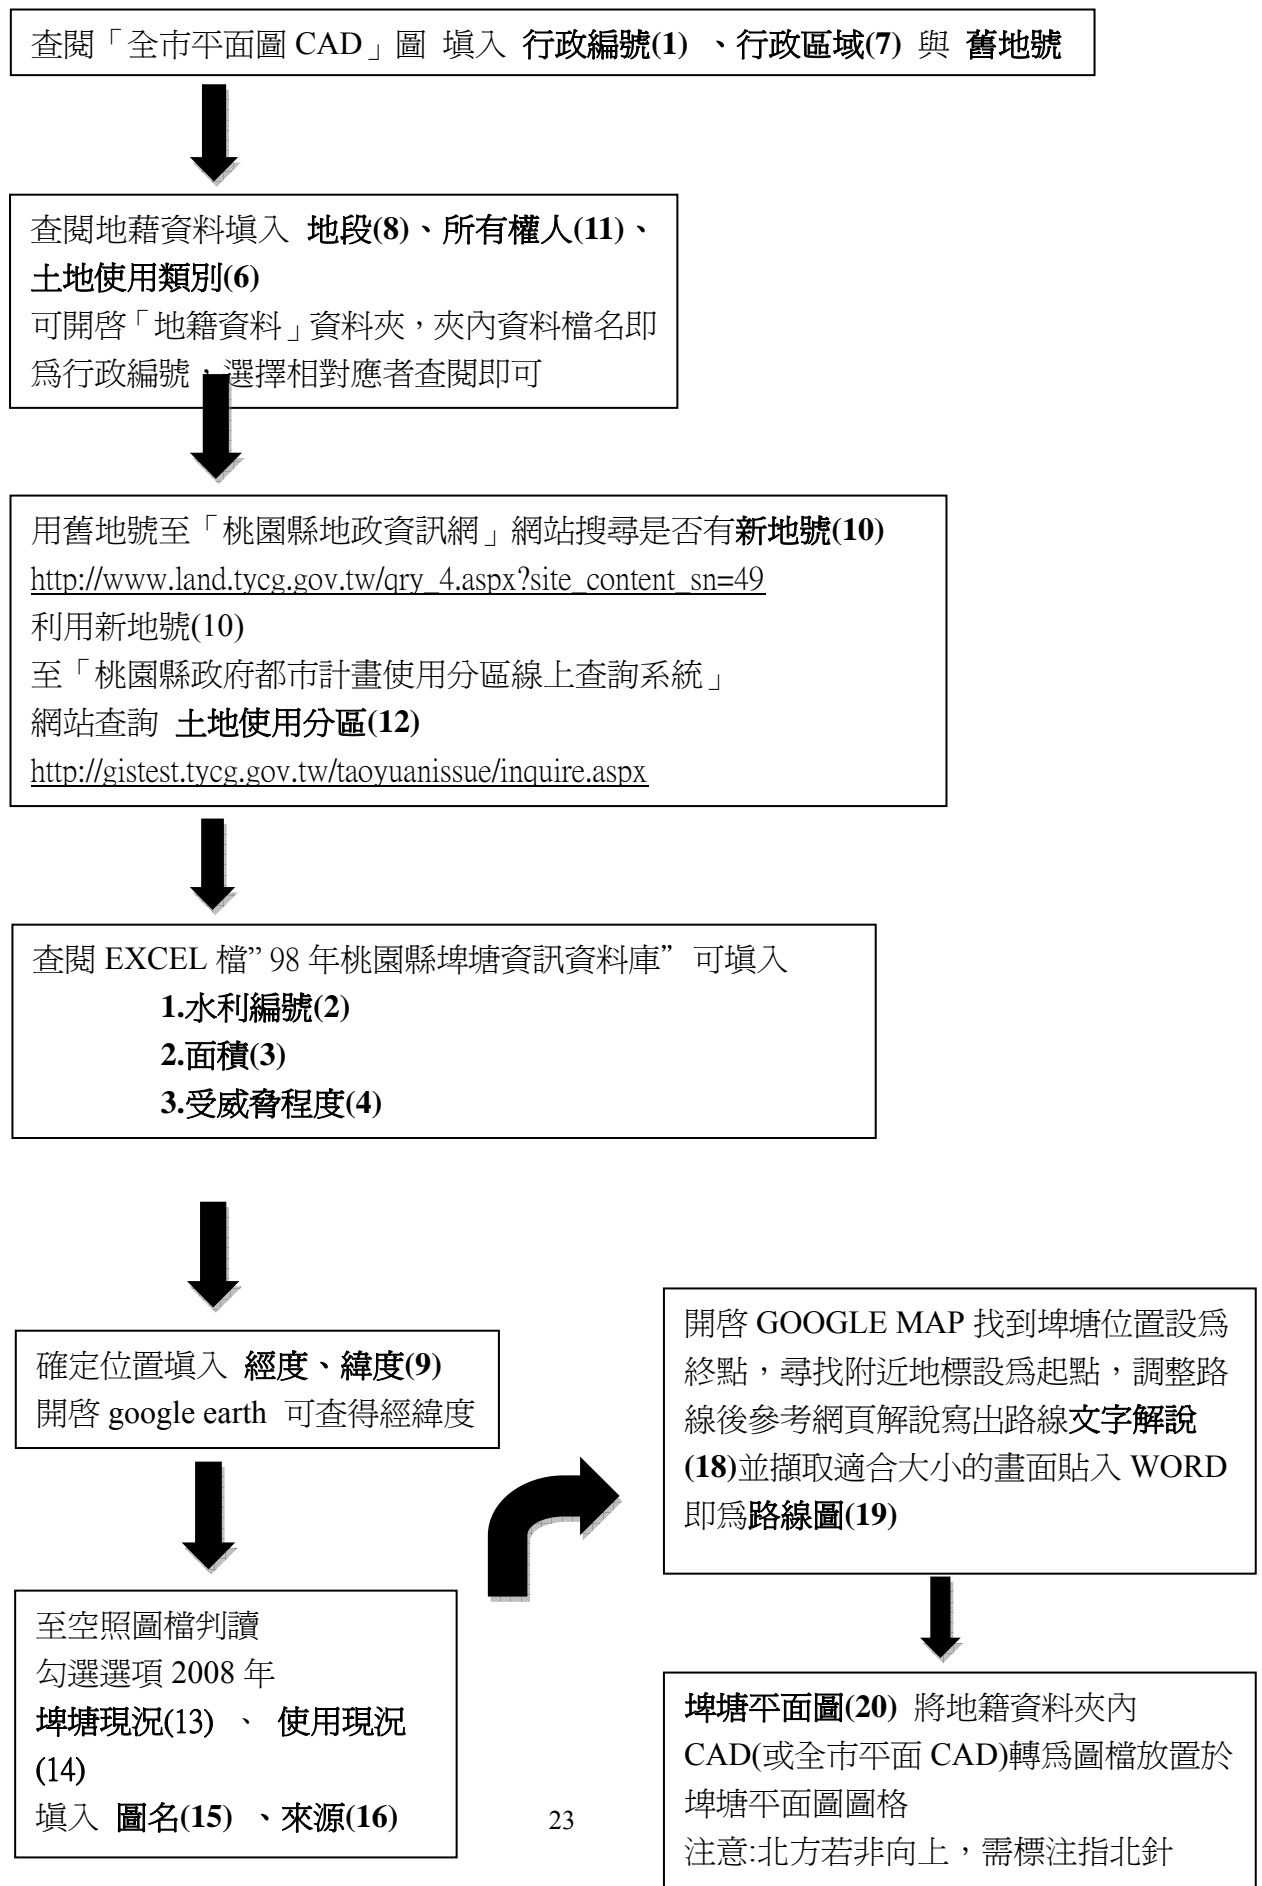 查閱「全市平面圖 CAD」圖 填入 行政編號(1) 、行政區域(7) 與 舊地號
查閱地藉資料填入 地段(8)、所有權人(11)、
土地使用類別(6)
可開啓「地籍資料」資料夾，夾內資料檔名即
為行政編號，選擇相對應者查閱即可
用舊地號至「桃園縣地政資訊網」網站搜尋是否有新地號(10)
http://www.land.tycg.gov.tw/qry_4.aspx?site_content_sn=49
利用新地號(10)
至「桃園縣政府都市計畫使用分區線上查詢系統」
網站查詢 土地使用分區(12)
http://gistest.tycg.gov.tw/taoyuanissue/inquire.aspx
查閱 EXCEL 檔” 98 年桃園縣埤塘資訊資料庫” 可填入
1.水利編號(2)
2.面積(3)
3.受威脅程度(4)
確定位置填入 經度、緯度(9)
開啓 google earth 可查得經緯度
至空照圖檔判讀
勾選選項 2008 年
埤塘現況(13) 、 使用現況
(14)
填入 圖名(15) 、來源(16)
開啓 GOOGLE MAP 找到埤塘位置設為
終點，尋找附近地標設為起點，調整路
線後參考網頁解說寫出路線文字解說
(18)並擷取適合大小的畫面貼入 WORD
即為路線圖(19)
埤塘平面圖(20) 將地籍資料夾內
CAD(或全市平面 CAD)轉為圖檔放置於
埤塘平面圖圖格
注意:北方若非向上，需標注指北針
23